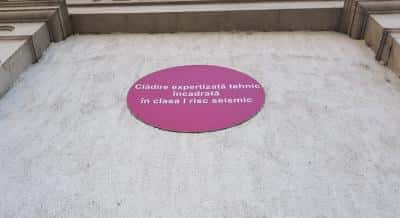 Clădire expertizată tehnic
încadrată
în clasa I risc seismic